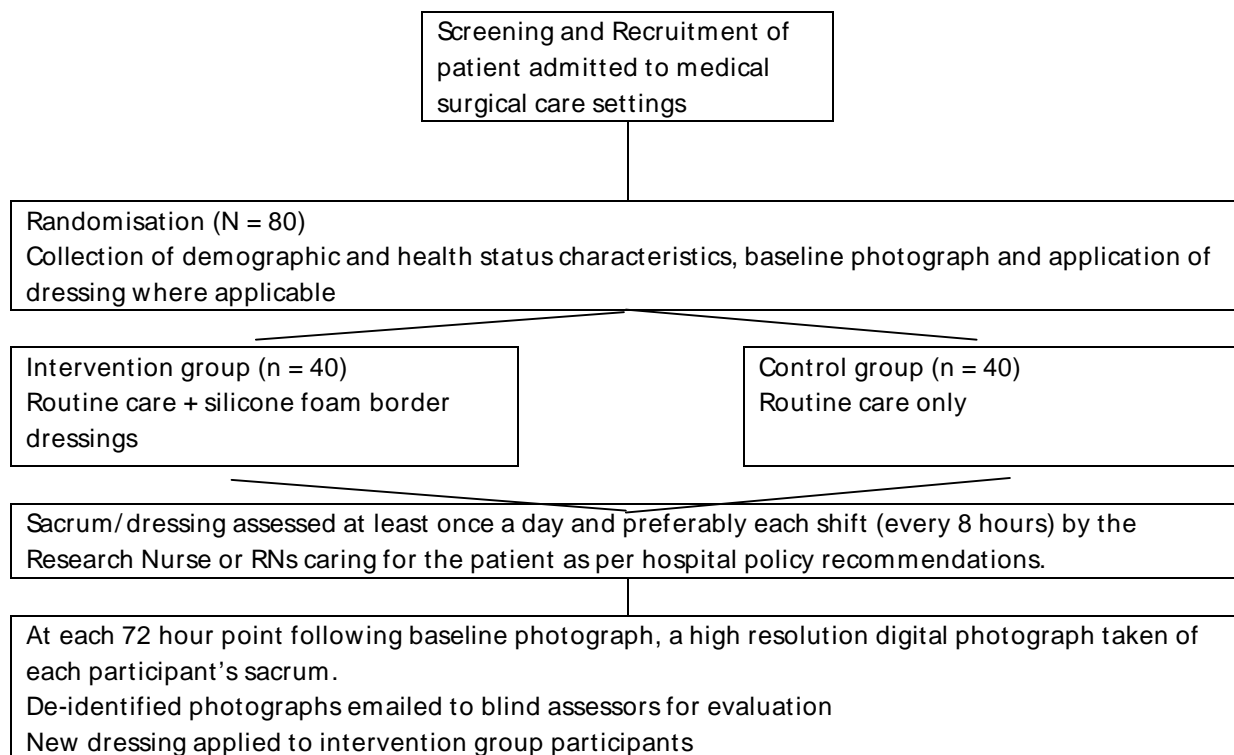 Screening and Recruitment of
patient admitted to medical
surgical care settings
Randomisation (N = 80)
Collection of demographic and health status characteristics, baseline photograph and application of
dressing where applicable
Intervention group (n = 40)
Routine care + silicone foam border
dressings
Control group (n = 40)
Routine care only
Sacrum/dressing assessed at least once a day and preferably each shift (every 8 hours) by the
Research Nurse or RNs caring for the patient as per hospital policy recommendations.
At each 72 hour point following baseline photograph, a high resolution digital photograph taken of
each participant’s sacrum.
De-identified photographs emailed to blind assessors for evaluation
New dressing applied to intervention group participants